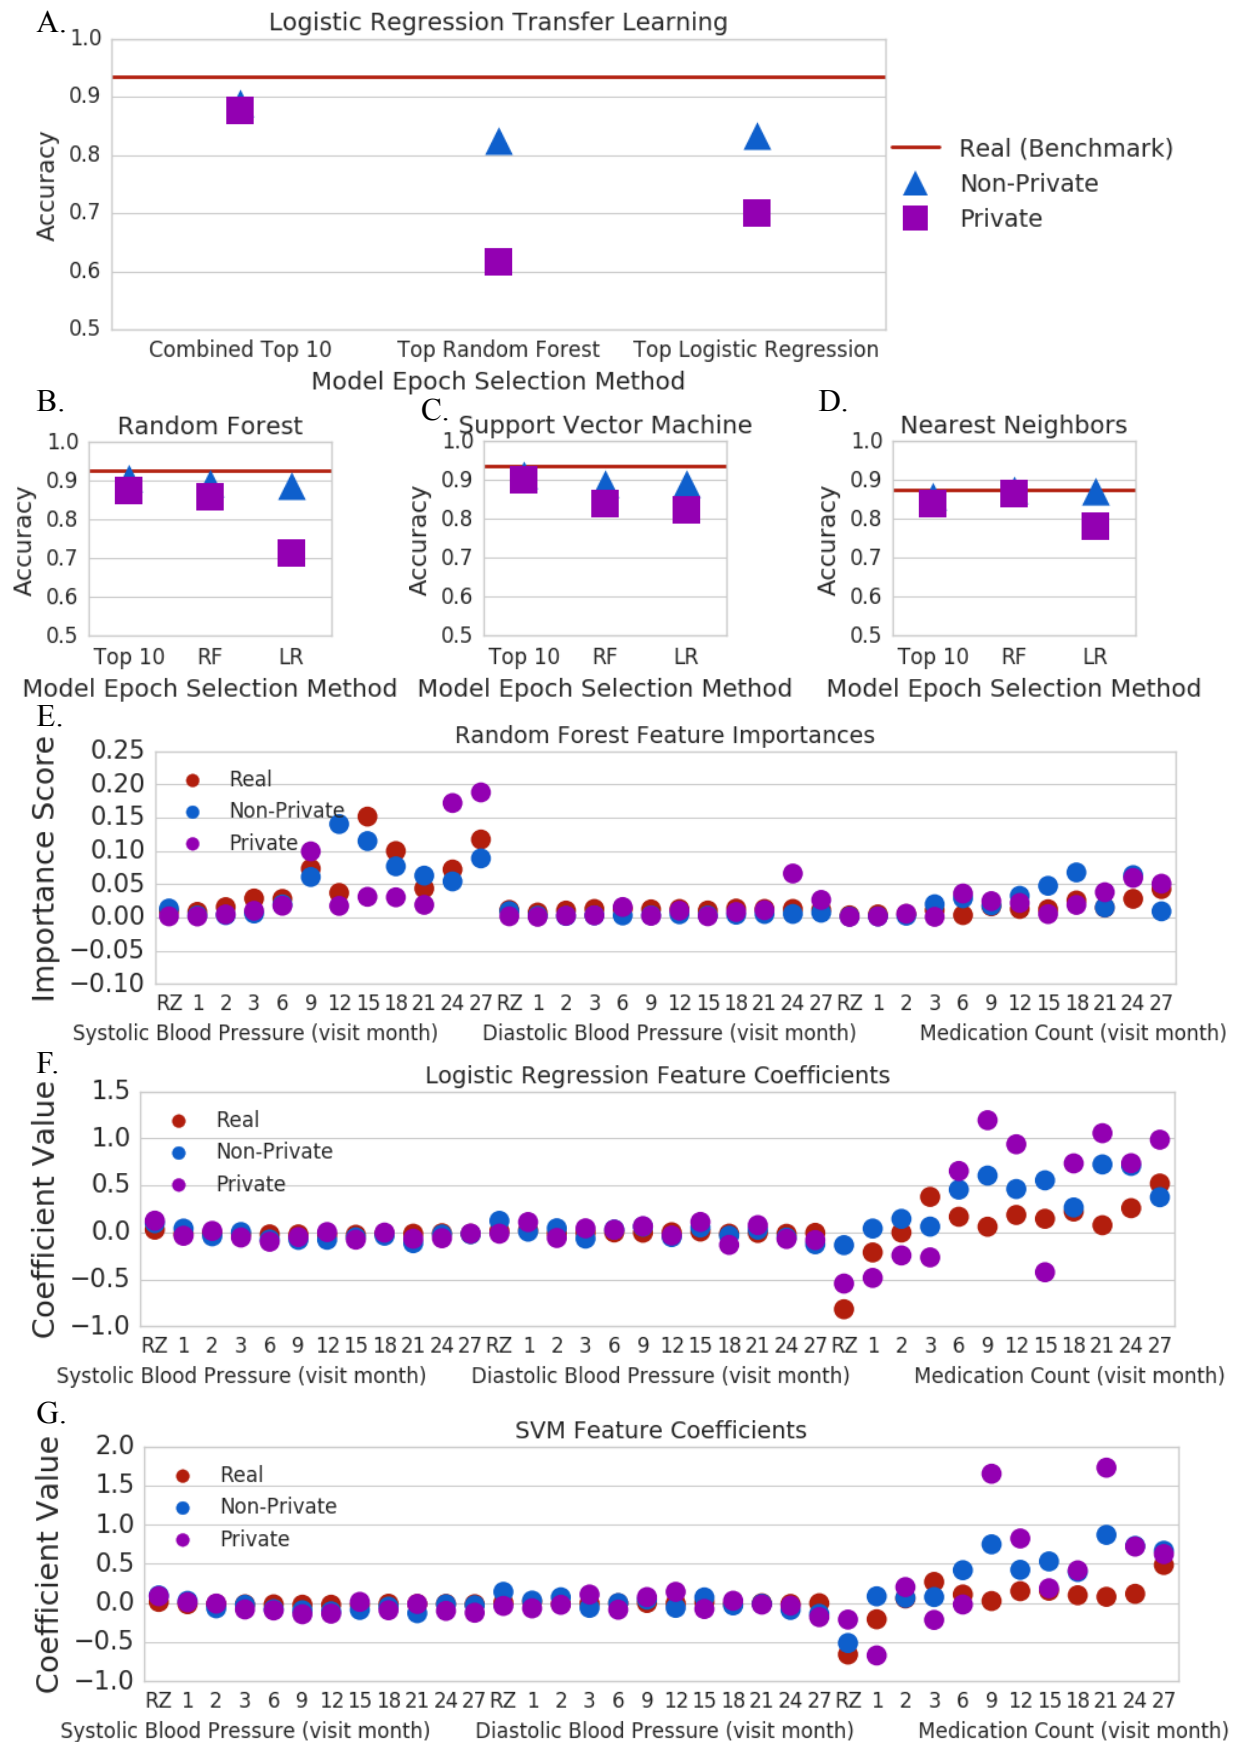 A.
Logistic Regression Transfer Learning
1.0
0.9
0.8
0.7
0.6
0.5
Accuracy
Combined Top 10 Top Random Forest Top Logistic Regression
Model Epoch Selection Method
Real (Benchmark)
Non-Private
Private
B.
Random Forest
1.0
0.9
0.8
0.7
0.6
0.5
Accuracy
Top 10 RF LR
Model Epoch Selection Method
C.
Support Vector Machine
1.0
0.9
0.8
0.7
0.6
0.5
Accuracy
Top 10 RF LR
Model Epoch Selection Method
D.
Nearest Neighbors
1.0
0.9
0.8
0.7
0.6
0.5
Accuracy
Top 10 RF LR
Model Epoch Selection Method
E.
Random Forest Feature Importances
0.25
0.20
0.15
0.10
0.05
0.00
−0.05
−0.10
Importance Score
Real
Non-Private
Private
RZ 1 2 3 6 9 12 15 18 21 24 27 RZ 1 2 3 6 9 12 15 18 21 24 27 RZ 1 2 3 6 9 12 15 18 21 24 27
Systolic Blood Pressure (visit month) Diastolic Blood Pressure (visit month) Medication Count (visit month)
F.
Logistic Regression Feature Coefficients
1.5
1.0
0.5
0.0
−0.5
−1.0
Coefficient Value
Real
Non-Private
Private
RZ 1 2 3 6 9 12 15 18 21 24 27 RZ 1 2 3 6 9 12 15 18 21 24 27 RZ 1 2 3 6 9 12 15 18 21 24 27
Systolic Blood Pressure (visit month) Diastolic Blood Pressure (visit month) Medication Count (visit month)
G.
SVM Feature Coefficients
2.0
1.5
1.0
0.5
0.0
−0.5
−1.0
Coefficient Value
Real
Non-Private
Private
RZ 1 2 3 6 9 12 15 18 21 24 27 RZ 1 2 3 6 9 12 15 18 21 24 27 RZ 1 2 3 6 9 12 15 18 21 24 27
Systolic Blood Pressure (visit month) Diastolic Blood Pressure (visit month) Medication Count (visit month)